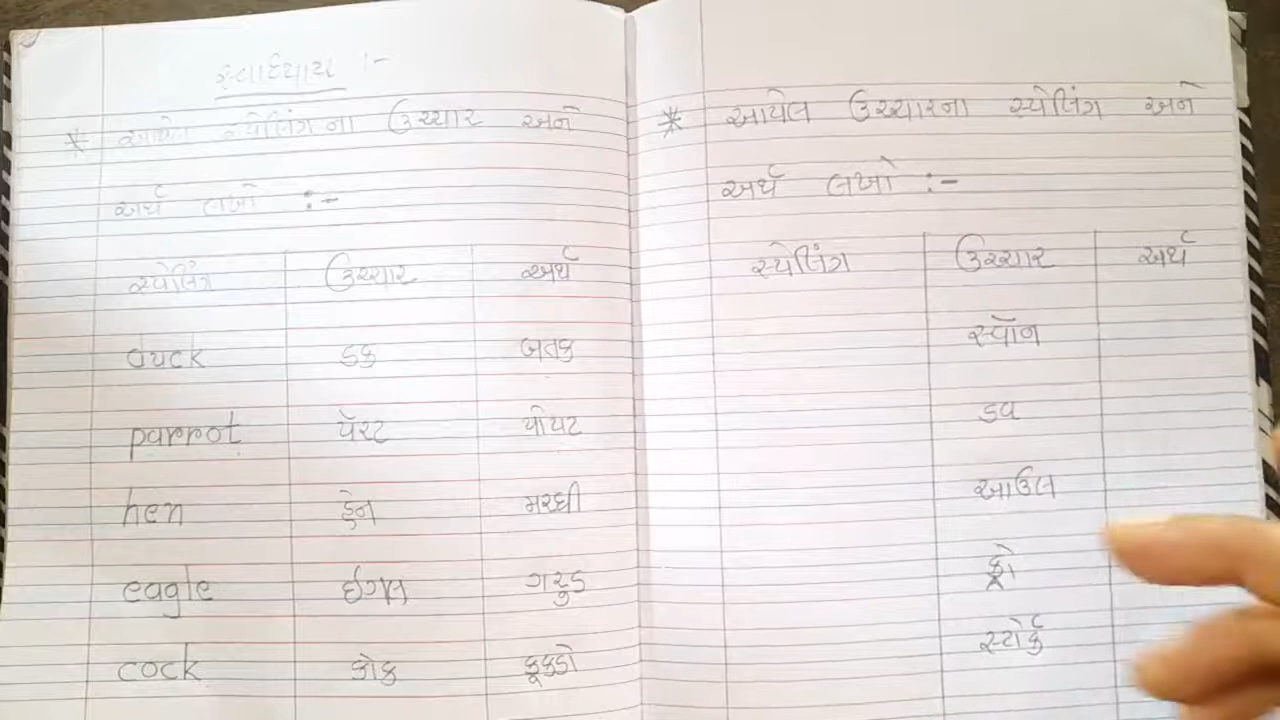 સ્વાધ્યાય :-
* આપેલ સ્પેલિંગના ઉચ્ચાર અને
અર્થ લખો :-
સ્પેલિંગ ઉચ્ચાર અર્થ
duck ડક બતક
parrot પૅરટ પોપટ
hen હેન મરઘી
eagle ઈગલ ગરુડ
cock કોક કૂકડો
* આપેલ ઉચ્ચારના સ્પેલિંગ અને
અર્થ લખો :-
સ્પેલિંગ ઉચ્ચાર અર્થ
સ્વૉન
ડવ
આઉલ
ક્રો
સ્ટોર્ક